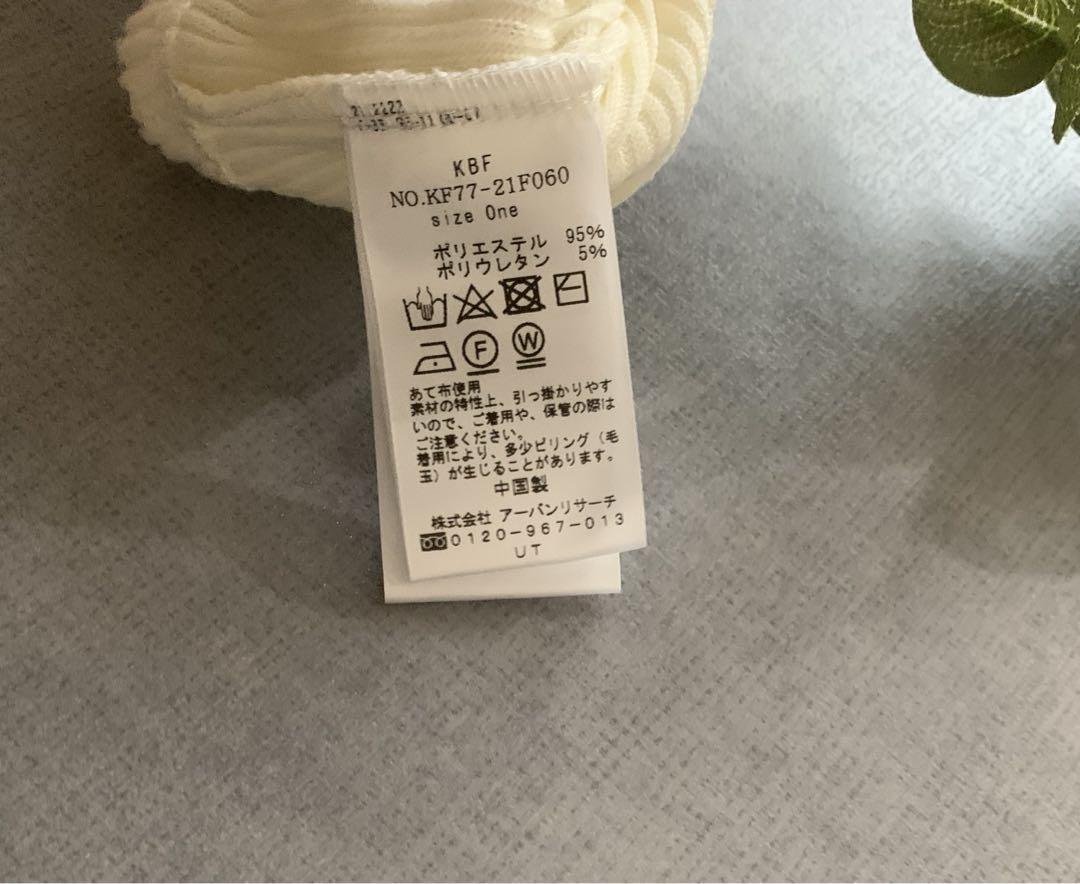 KBF
NO.KF77-21F060
size One
ポリエステル 95%
ポリウレタン 5%
F W
あて布使用
素材の特性上、引っ掛かりやす
いので、ご着用や、保管の際は
ご注意ください。
着用により、多少ピリング（毛
玉）が生じることがあります。
中国製
株式会社 アーバンリサーチ
0120-967-013
UT